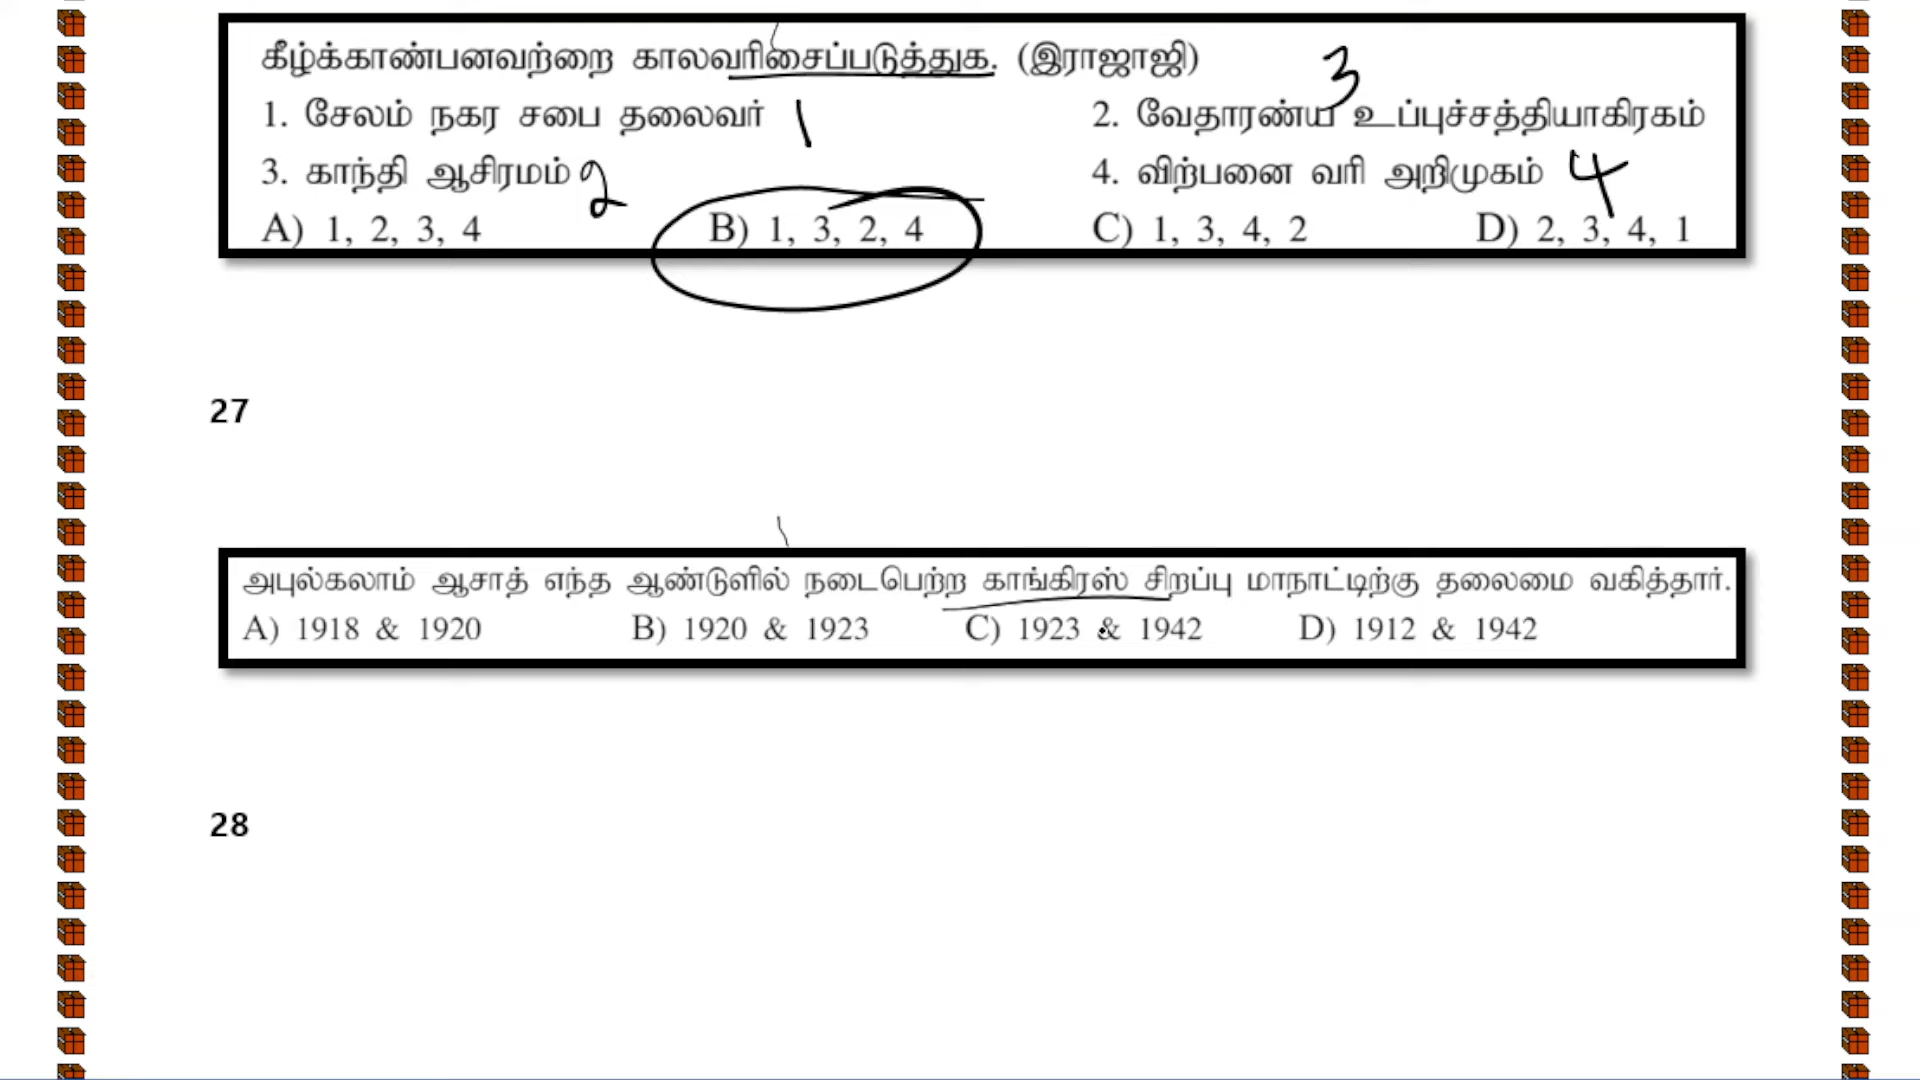 கீழ்க்காண்பனவற்றை காலவரிசைப்படுத்துக. (இராஜாஜி)
1. சேலம் நகர சபை தலைவர் 1 2. வேதாரண்ய உப்புச்சத்தியாகிரகம் 3
3. காந்தி ஆசிரமம் 2 4. விற்பனை வரி அறிமுகம் 4
A) 1, 2, 3, 4 B) 1, 3, 2, 4 C) 1, 3, 4, 2 D) 2, 3, 4, 1
27
அபுல்கலாம் ஆசாத் எந்த ஆண்டுளில் நடைபெற்ற காங்கிரஸ் சிறப்பு மாநாட்டிற்கு தலைமை வகித்தார்.
A) 1918 & 1920 B) 1920 & 1923 C) 1923 & 1942 D) 1912 & 1942
28